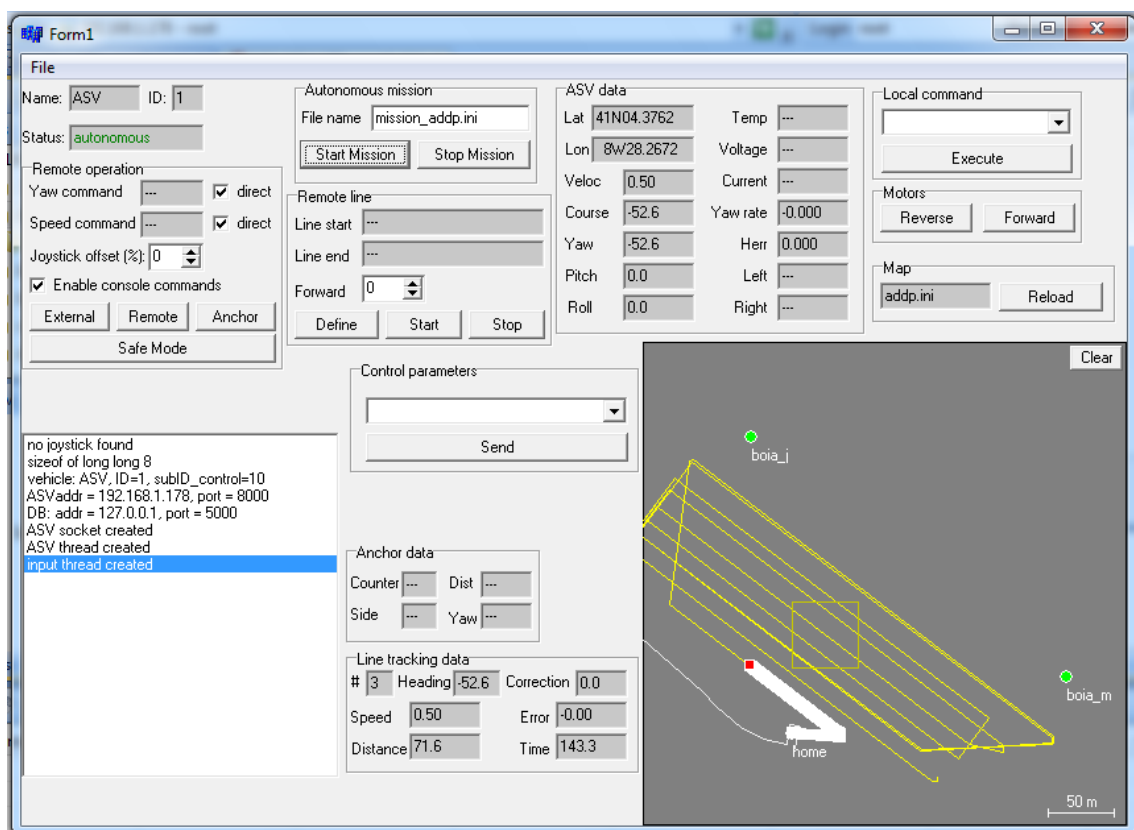 Form1
File
Name: ASV ID: 1
Status: autonomous
Remote operation
Yaw command --- direct
Speed command --- direct
Joystick offset (%): 0
Enable console commands
External Remote Anchor
Safe Mode
Autonomous mission
File name mission_addp.ini
Start Mission Stop Mission
Remote line
Line start ---
Line end ---
Forward 0
Define Start Stop
ASV data
Lat 41N04.3762 Temp ---
Lon 8W28.2672 Voltage ---
Veloc 0.50 Current ---
Course -52.6 Yaw rate -0.000
Yaw -52.6 Herr 0.000
Pitch 0.0 Left ---
Roll 0.0 Right ---
Local command
Execute
Motors
Reverse Forward
Map
addp.ini Reload
Control parameters
Send
no joystick found
sizeof of long long 8
vehicle: ASV, ID=1, subID_control=10
ASVaddr = 192.168.1.178, port = 8000
DB: addr = 127.0.0.1, port = 5000
ASV socket created
ASV thread created
input thread created
Anchor data
Counter --- Dist ---
Side --- Yaw ---
Line tracking data
# 3 Heading -52.6 Correction 0.0
Speed 0.50 Error -0.00
Distance 71.6 Time 143.3
Clear
boia_j
boia_m
home
50 m